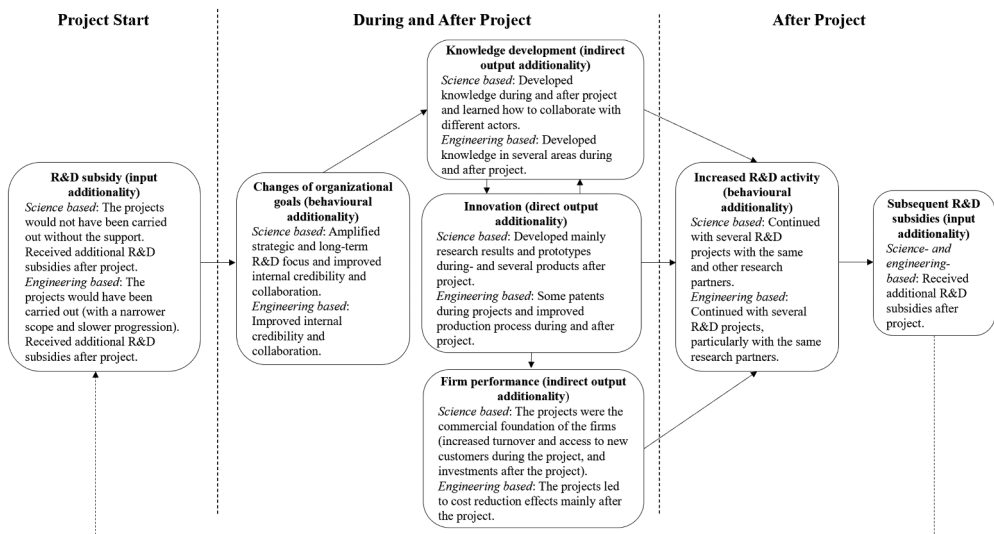 Project Start
During and After Project
After Project
R&D subsidy (input
additionality)
Science based: The projects
would not have been carried
out without the support.
Received additional R&D
subsidies after project.
Engineering based: The
projects would have been
carried out (with a narrower
scope and slower progression).
Received additional R&D
subsidies after project.
Changes of organizational
goals (behavioural additionality)
Science based: Amplified
strategic and long-term
R&D focus and improved
internal credibility and
collaboration.
Engineering based:
Improved internal
credibility and
collaboration.
Knowledge development (indirect
output additionality)
Science based: Developed
knowledge during and after project
and learned how to collaborate with
different actors.
Engineering based: Developed
knowledge in several areas during
and after project.
Innovation (direct output
additionality)
Science based: Developed mainly
research results and prototypes
during- and several products after
project.
Engineering based: Some patents
during projects and improved
production process during and after
project.
Firm performance (indirect output
additionality)
Science based: The projects were the
commercial foundation of the firms
(increased turnover and access to new
customers during the project, and
investments after the project).
Engineering based: The projects led
to cost reduction effects mainly after
the project.
Increased R&D activity
(behavioural
additionality)
Science based: Continued
with several R&D
projects with the same
and other research
partners.
Engineering based:
Continued with several
R&D projects,
particularly with the same
research partners.
Subsequent R&D
subsidies (input
additionality)
Science- and
engineering-
based: Received
additional R&D
subsidies after
project.